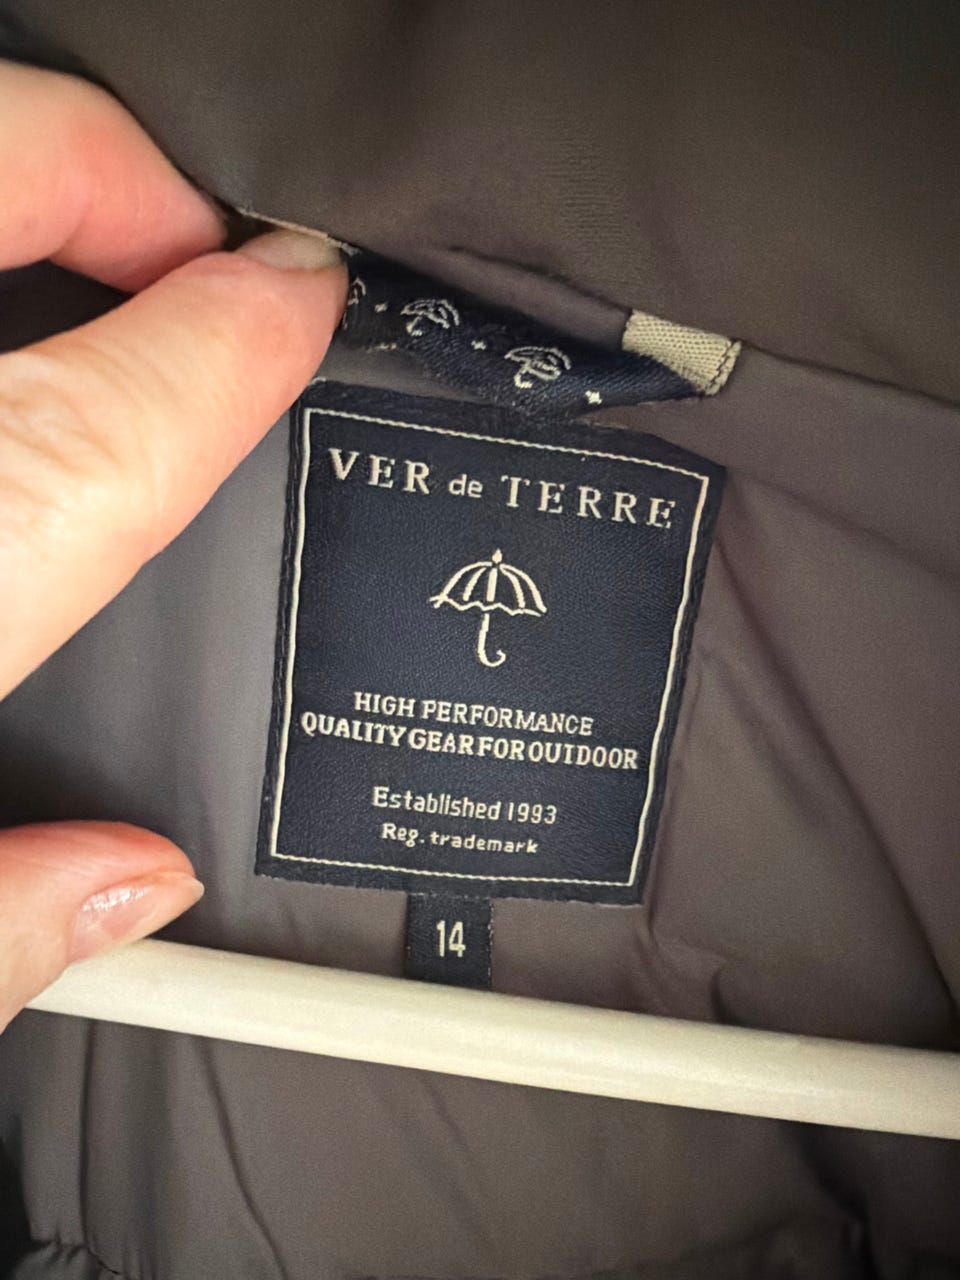 VER de TERRE
HIGH PERFORMANCE
QUALITY GEAR FOR OUTDOOR
Established 1993
Reg. trademark
14